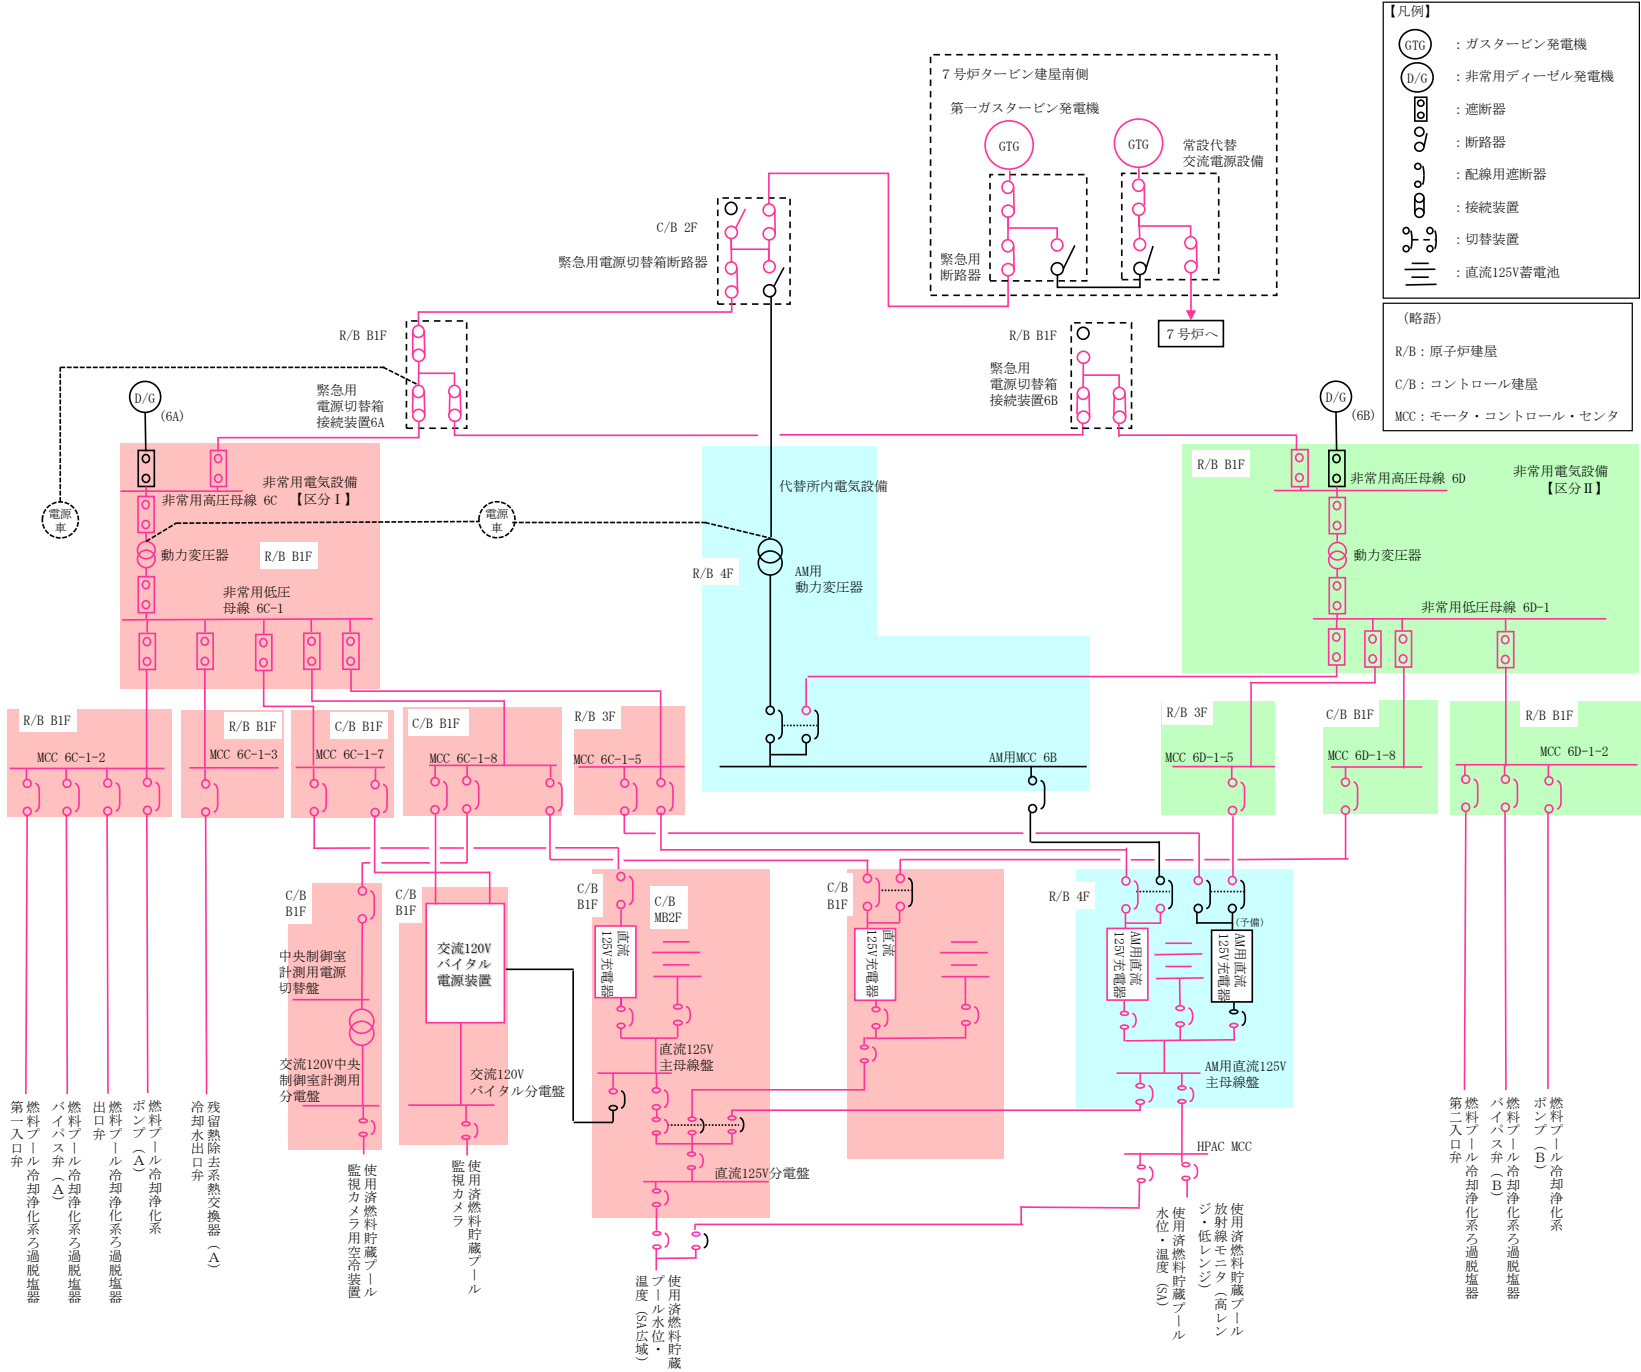 【凡例】
GTG
：ガスタービン発電機
D/G
：非常用ディーゼル発電機
：遮断器
：断路器
：配線用遮断器
：接続装置
：切替装置
：直流125V蓄電池
（略語）
R/B：原子炉建屋
C/B：コントロール建屋
MCC：モータ・コントロール・センタ
７号炉タービン建屋南側
第一ガスタービン発電機
GTG
GTG
常設代替
交流電源設備
緊急用
断路器
７号炉へ
C/B 2F
緊急用電源切替箱断路器
R/B B1F
緊急用
電源切替箱
接続装置6A
R/B B1F
緊急用
電源切替箱
接続装置6B
D/G
(6A)
D/G
(6B)
電源
車
電源
車
非常用電気設備
【区分Ⅰ】
非常用高圧母線 6C
動力変圧器
R/B B1F
非常用低圧
母線 6C-1
代替所内電気設備
R/B 4F
AM用
動力変圧器
R/B B1F
非常用高圧母線 6D
非常用電気設備
【区分Ⅱ】
動力変圧器
非常用低圧母線 6D-1
R/B B1F
MCC 6C-1-2
R/B B1F
MCC 6C-1-3
C/B B1F
MCC 6C-1-7
C/B B1F
MCC 6C-1-8
R/B 3F
MCC 6C-1-5
AM用MCC 6B
R/B 3F
MCC 6D-1-5
C/B B1F
MCC 6D-1-8
R/B B1F
MCC 6D-1-2
C/B
B1F
中央制御室
計測用電源
切替盤
交流120V中央
制御室計測用
分電盤
C/B
B1F
交流120V
バイタル
電源装置
交流120V
バイタル分電盤
C/B
B1F
C/B
MB2F
直流
125V充電器
直流125V
主母線盤
直流125V分電盤
C/B
B1F
直流
125V充電器
R/B 4F
(予備)
AM用直流
125V充電器
AM用直流
125V充電器
AM用直流125V
主母線盤
HPAC MCC
燃料プール冷却浄化系ろ過脱塩器
第一入口弁
燃料プール冷却浄化系ろ過脱塩器
バイパス弁（Ａ）
燃料プール冷却浄化系ろ過脱塩器
出口弁
燃料プール冷却浄化系
ポンプ（Ａ）
残留熱除去系熱交換器（Ａ）
冷却水出口弁
使用済燃料貯蔵プール
監視カメラ用空冷装置
使用済燃料貯蔵プール
監視カメラ
使用済燃料貯蔵
プール水位・
温度（SA広域）
使用済燃料貯蔵プール
水位・温度（SA）
使用済燃料貯蔵プール
放射線モニタ（高レン
ジ・低レンジ）
燃料プール冷却浄化系ろ過脱塩器
第二入口弁
燃料プール冷却浄化系ろ過脱塩器
バイパス弁（Ｂ）
燃料プール冷却浄化系
ポンプ（Ｂ）